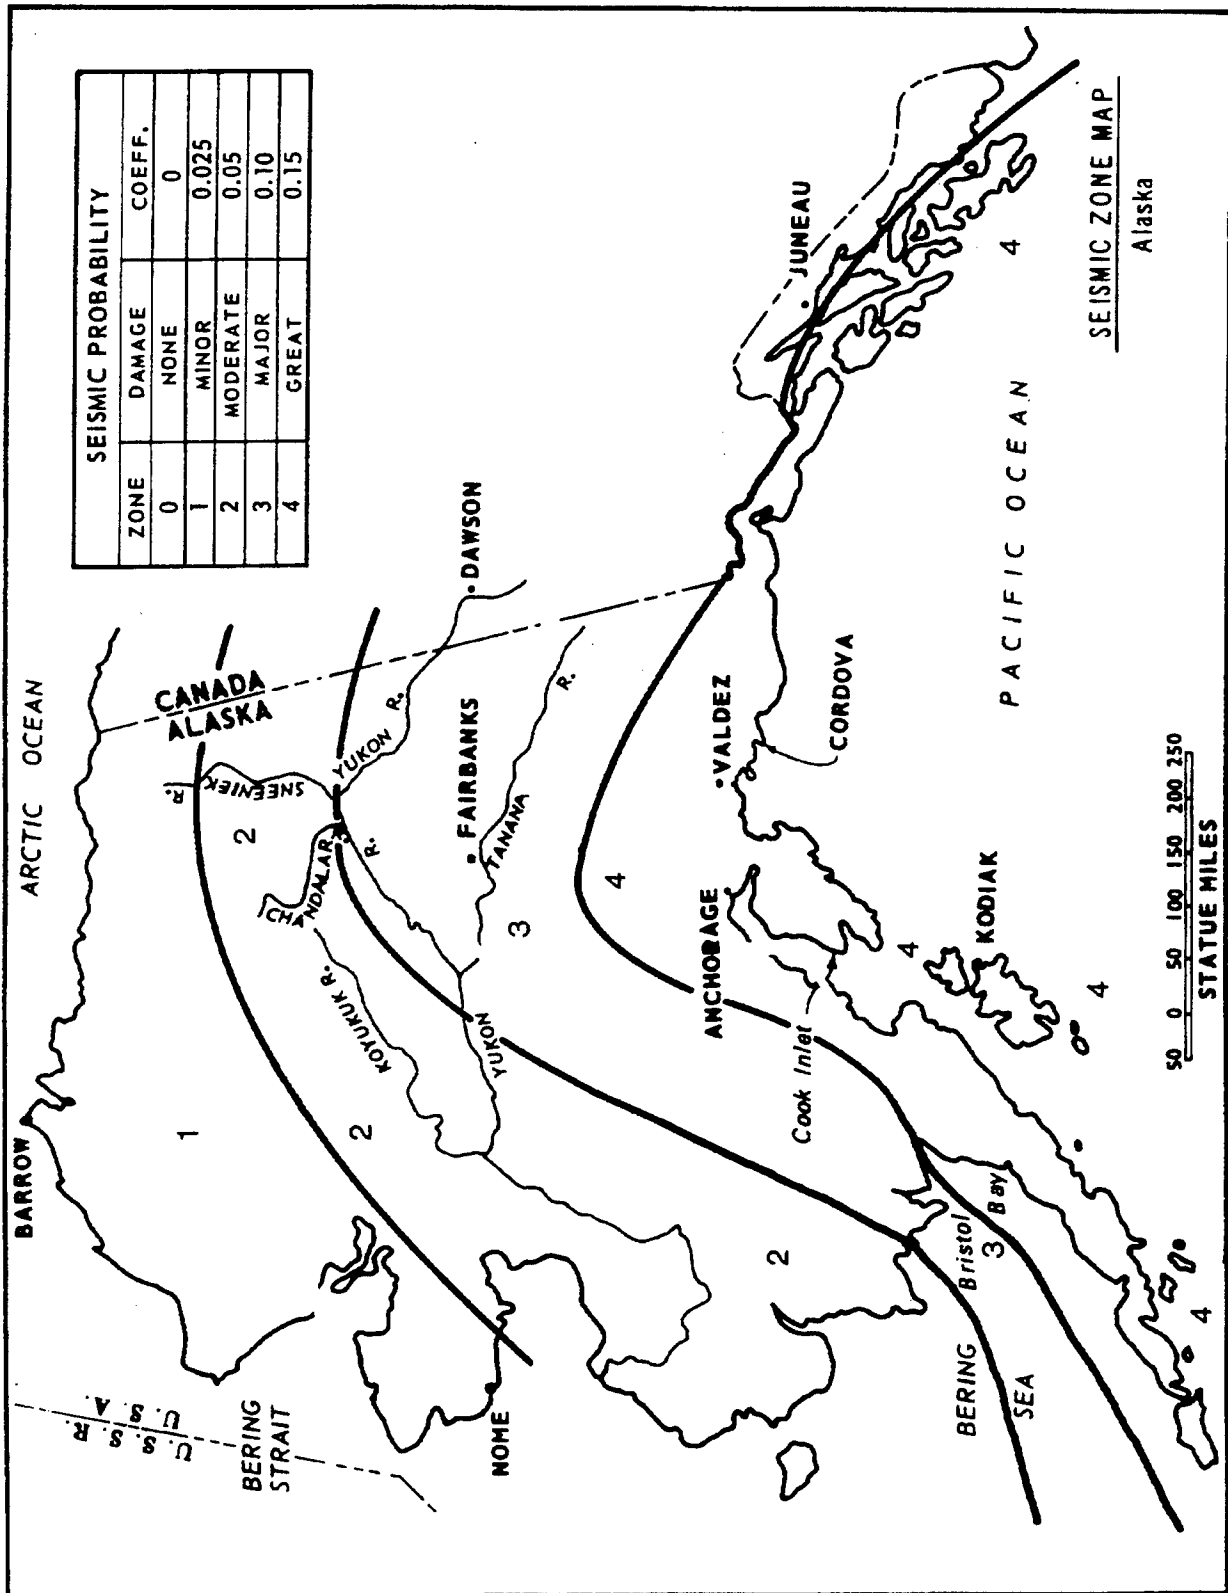 ARCTIC OCEAN
BARROW
U. S. S. R.
U. S. A.
BERING
STRAIT
NOME
1
2
2
CANADA
ALASKA
SNEENIEK
R.
CHANDALAR
R.
KOYUKUK R.
YUKON
R.
YUKON
R.
DAWSON
FAIRBANKS
TANANA
R.
3
4
2
SEISMIC PROBABILITY
ZONE DAMAGE COEFF.
0 NONE 0
1 MINOR 0.025
2 MODERATE 0.05
3 MAJOR 0.10
4 GREAT 0.15
ANCHORAGE
VALDEZ
CORDOVA
Cook Inlet
JUNEAU
4
KODIAK
4
4
Bristol
Bay
3
BERING
SEA
4
PACIFIC OCEAN
50 0 50 100 150 200 250
STATUE MILES
SEISMIC ZONE MAP
Alaska